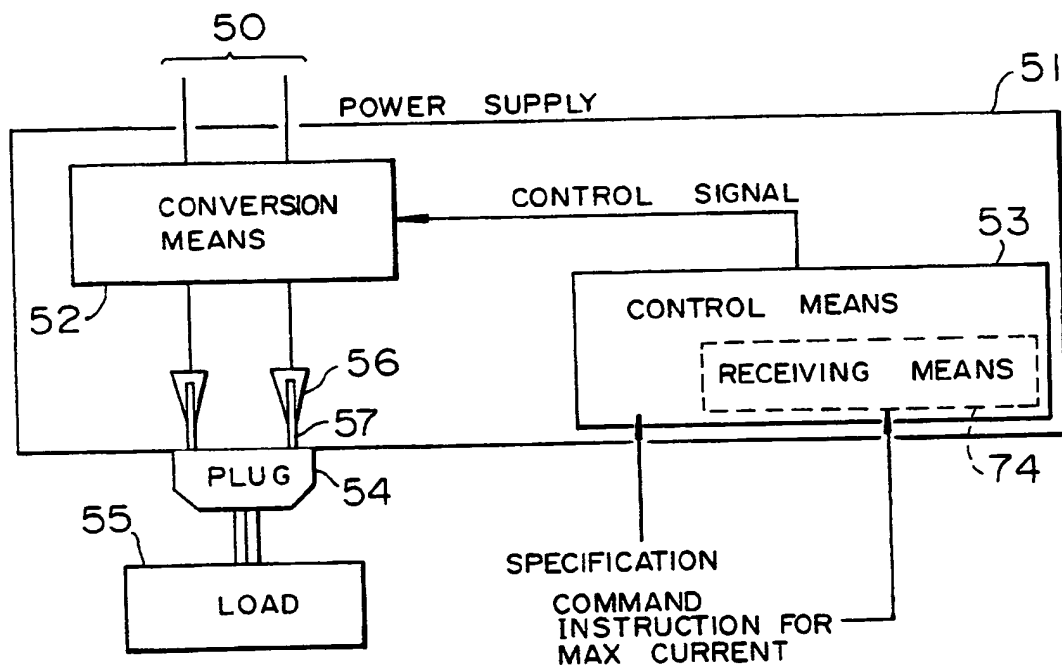 50
51
POWER SUPPLY
CONVERSION
MEANS
CONTROL SIGNAL
53
52
CONTROL MEANS
56
RECEIVING MEANS
57
PLUG
54
74
55
SPECIFICATION
LOAD
COMMAND
INSTRUCTION FOR
MAX CURRENT